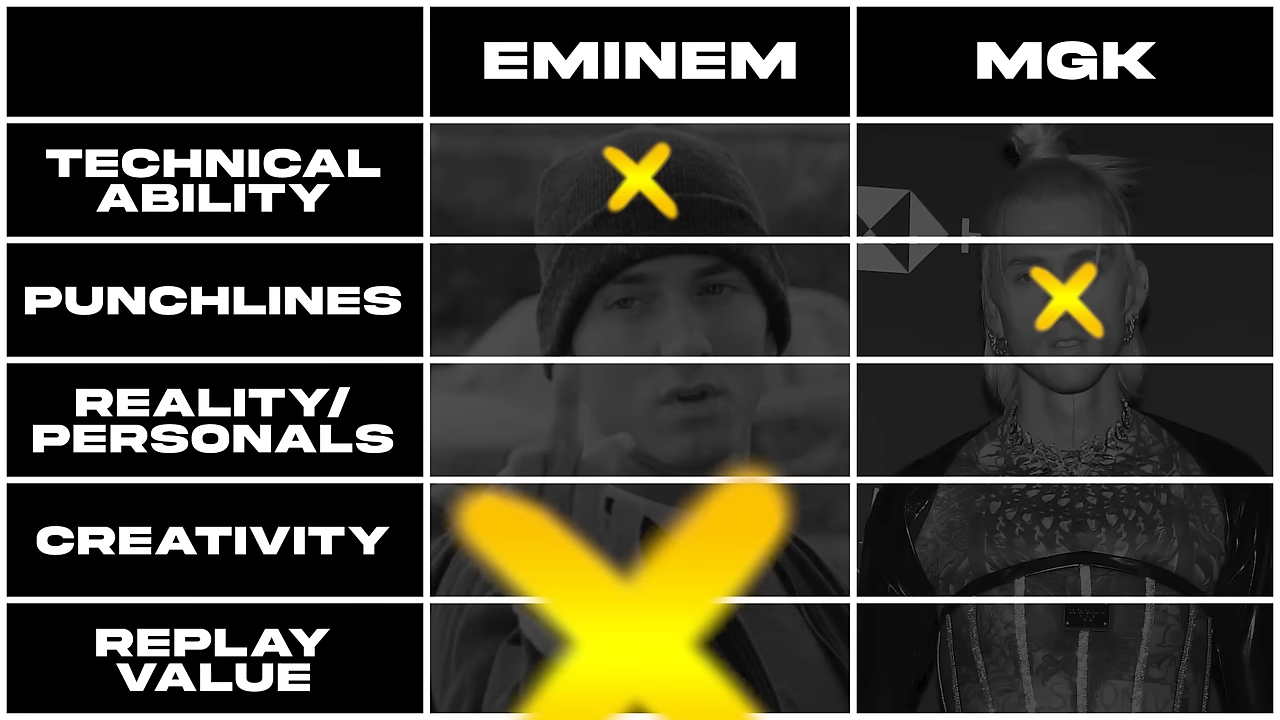 EMINEM
MGK
TECHNICAL
ABILITY
PUNCHLINES
REALITY/
PERSONALS
CREATIVITY
REPLAY
VALUE